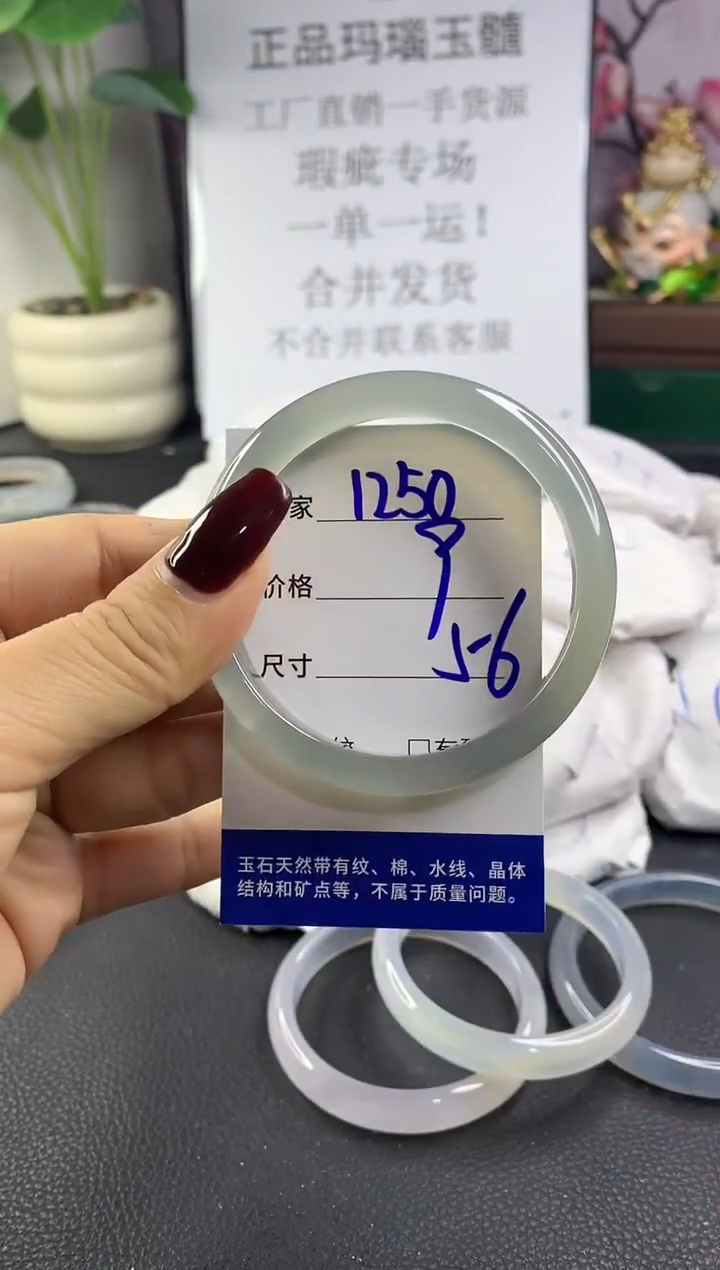 正品玛瑙玉髓
工厂直销一手货源
瑕疵专场
一单一运！
合并发货
不合并联系客服
家 1250
价格
尺寸 56
玉石天然带有纹、棉、水线、晶体
结构和矿点等，不属于质量问题。